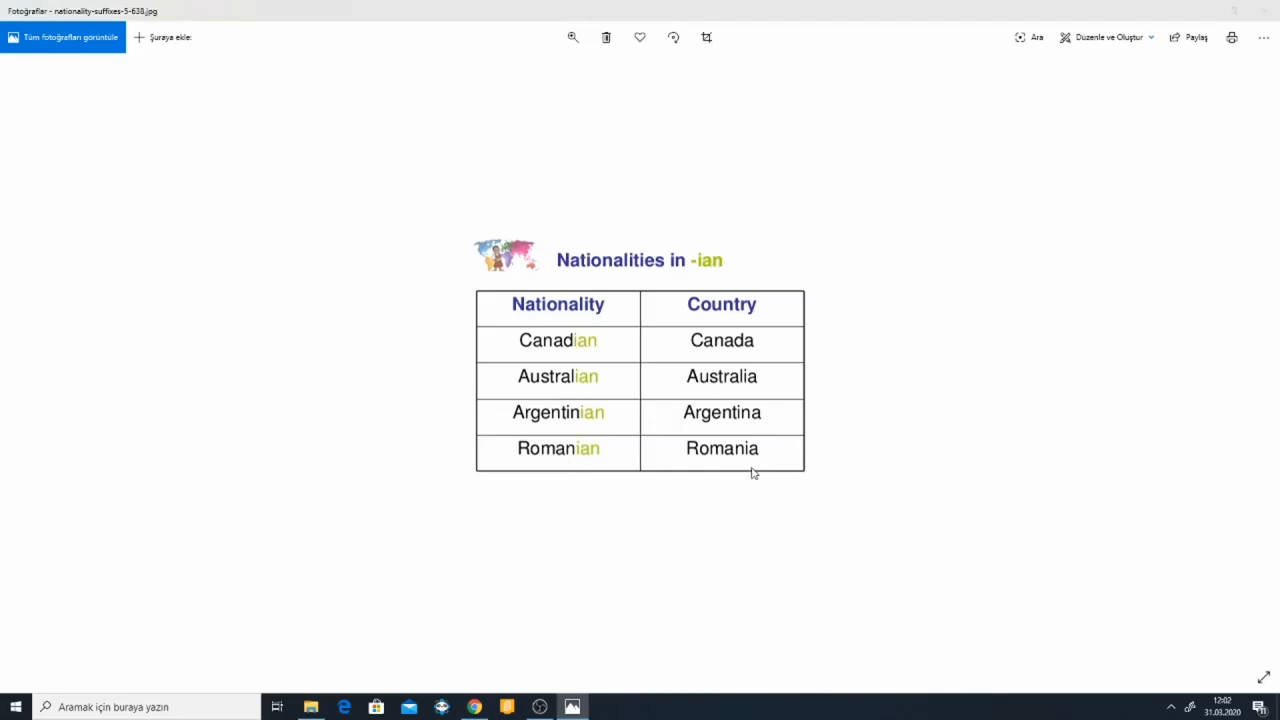 Fotoğraflar - nationality-suffixes-5-638.jpg
Tüm fotoğrafları görüntüle
Şuraya ekle:
Ara
Düzenle ve Oluştur
Paylaş
Nationalities in -ian
Nationality Country
Canadian Canada
Australian Australia
Argentinian Argentina
Romanian Romania
Aramak için buraya yazın
12:02
31.03.2020